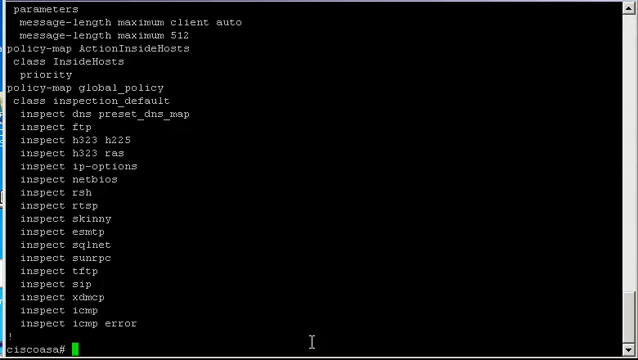 parameters
message-length maximum client auto
message-length maximum 512
policy-map ActionInsideHosts
class InsideHosts
priority
policy-map global_policy
class inspection_default
inspect dns preset_dns_map
inspect ftp
inspect h323 h225
inspect h323 ras
inspect ip-options
inspect netbios
inspect rsh
inspect rtsp
inspect skinny
inspect esmtp
inspect sqlnet
inspect sunrpc
inspect tftp
inspect sip
inspect xdmcp
inspect icmp
inspect icmp error
!
ciscoasa#